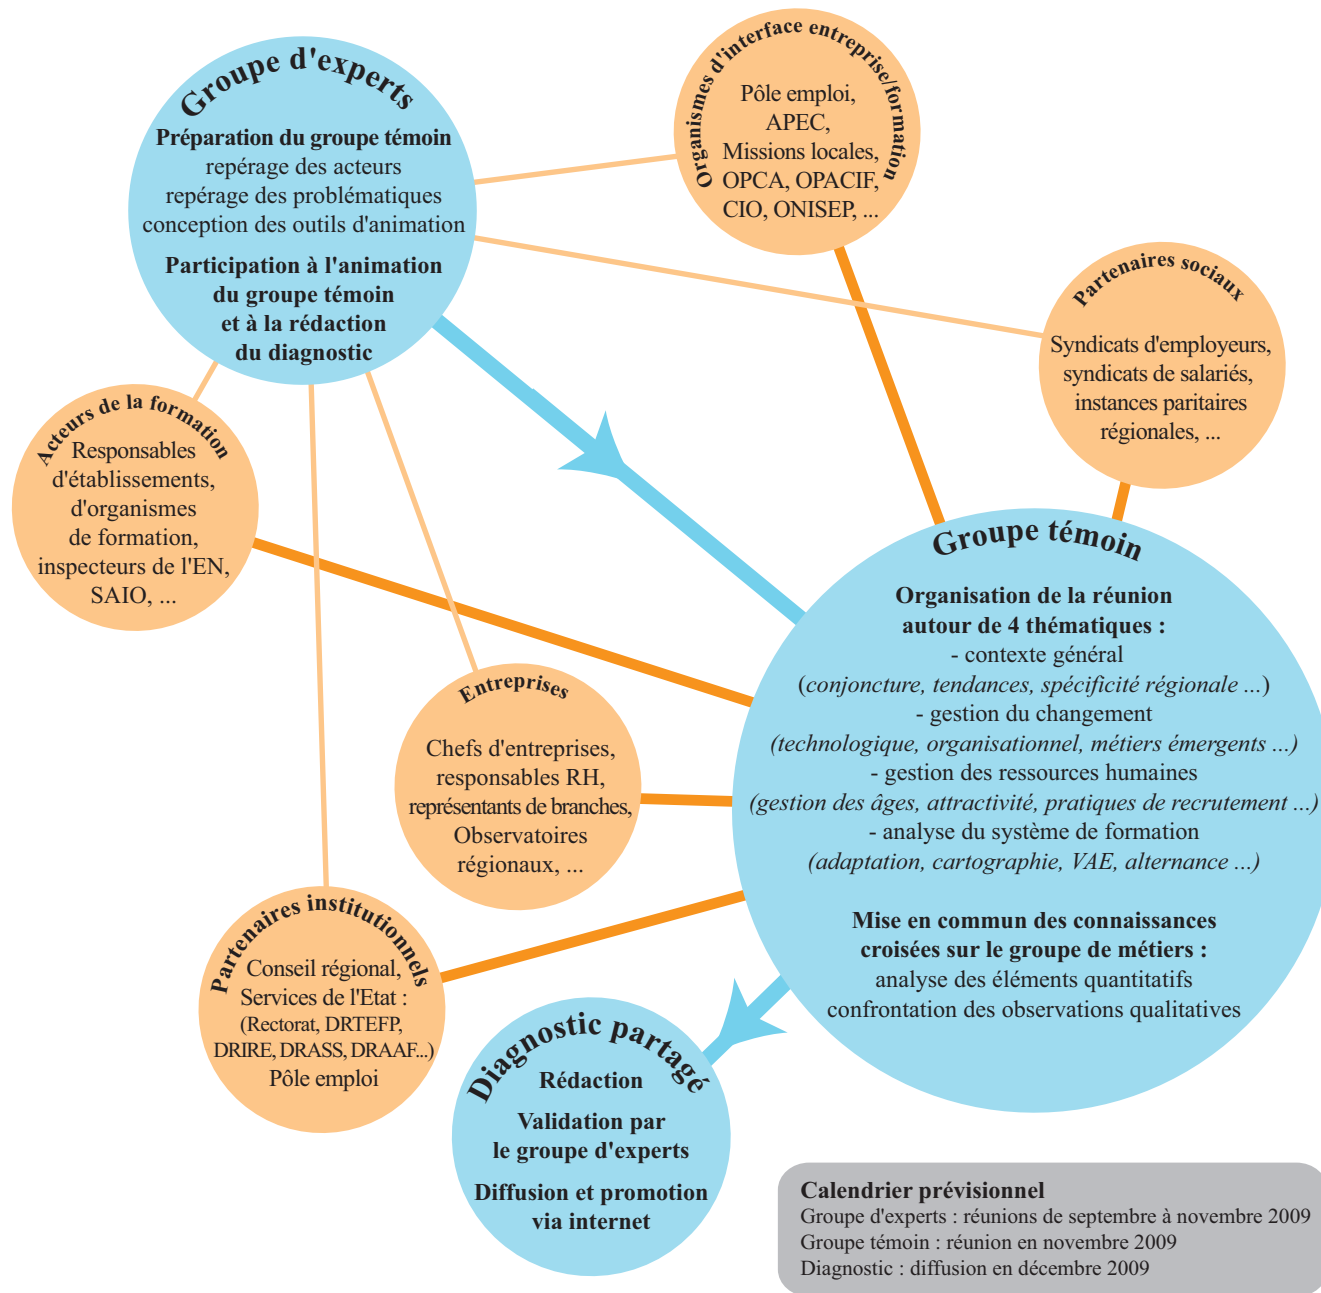 Groupe d'experts
Préparation du groupe témoin
repérage des acteurs
repérage des problématiques
conception des outils d'animation
Participation à l'animation
du groupe témoin
et à la rédaction
du diagnostic
Organismes d'interface entreprise/formation
Pôle emploi,
APEC,
Missions locales,
OPCA, OPACIF,
CIO, ONISEP, ...
Partenaires sociaux
Syndicats d'employeurs,
syndicats de salariés,
instances paritaires
régionales, ...
Acteurs de la formation
Responsables
d'établissements,
d'organismes
de formation,
inspecteurs de l'EN,
SAIO, ...
Groupe témoin
Organisation de la réunion
autour de 4 thématiques :
- contexte général
(conjoncture, tendances, spécificité régionale ...)
- gestion du changement
(technologique, organisationnel, métiers émergents ...)
- gestion des ressources humaines
(gestion des âges, attractivité, pratiques de recrutement ...)
- analyse du système de formation
(adaptation, cartographie, VAE, alternance ...)
Mise en commun des connaissances
croisées sur le groupe de métiers :
analyse des éléments quantitatifs
confrontation des observations qualitatives
Entreprises
Chefs d'entreprises,
responsables RH,
représentants de branches,
Observatoires
régionaux, ...
Partenaires institutionnels
Conseil régional,
Services de l'Etat :
(Rectorat, DRTEFP,
DRIRE, DRASS, DRAAF...)
Pôle emploi
Diagnostic partagé
Rédaction
Validation par
le groupe d'experts
Diffusion et promotion
via internet
Calendrier prévisionnel
Groupe d'experts : réunions de septembre à novembre 2009
Groupe témoin : réunion en novembre 2009
Diagnostic : diffusion en décembre 2009